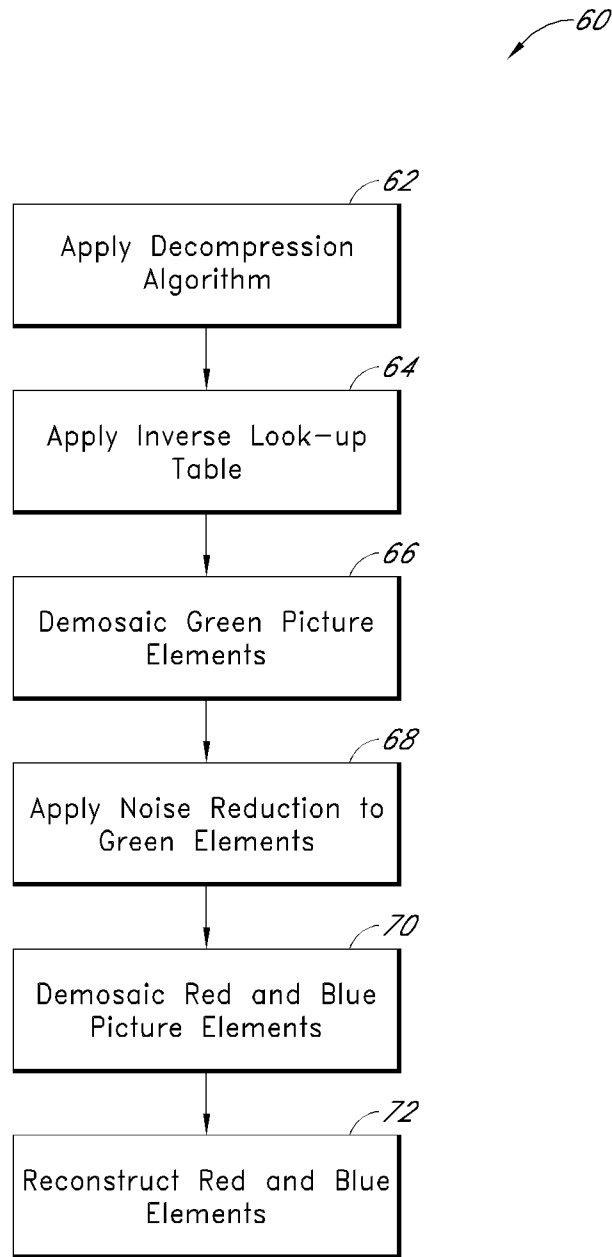 60
62
Apply Decompression
Algorithm
64
Apply Inverse Look-up
Table
66
Demosaic Green Picture
Elements
68
Apply Noise Reduction to
Green Elements
70
Demosaic Red and Blue
Picture Elements
72
Reconstruct Red and Blue
Elements